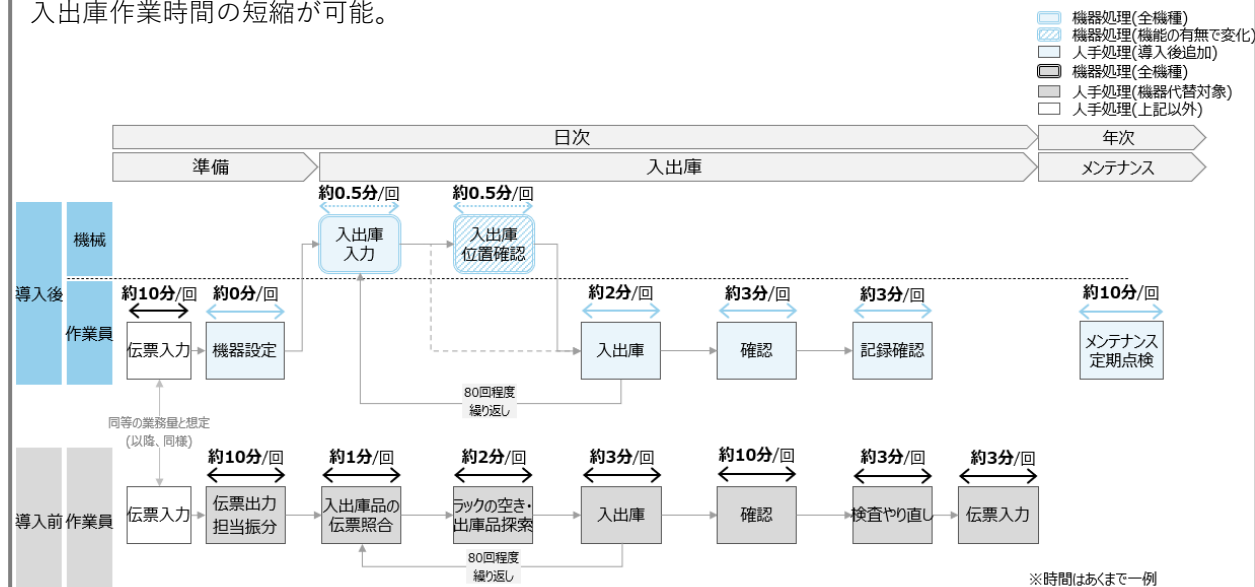 入出庫作業時間の短縮が可能。
機器処理(全機種)
機器処理(機能の有無で変化)
人手処理(導入後追加)
機器処理(全機種)
人手処理(機器代替対象)
人手処理(上記以外)
日次
年次
準備
入出庫
メンテナンス
導入後
機械
約0.5分/回
入出庫
入力
約0.5分/回
入出庫
位置確認
作業員
約10分/回
伝票入力
約0分/回
機器設定
約2分/回
入出庫
約3分/回
確認
約3分/回
記録確認
約10分/回
メンテナンス
定期点検
80回程度
繰り返し
同等の業務量と想定
(以降、同様)
導入前
作業員
伝票入力
約10分/回
伝票出力
担当振分
約1分/回
入出庫品の
伝票照合
約2分/回
ラックの空き・
出庫品探索
約3分/回
入出庫
約10分/回
確認
約3分/回
検査やり直し
約3分/回
伝票入力
80回程度
繰り返し
※時間はあくまで一例